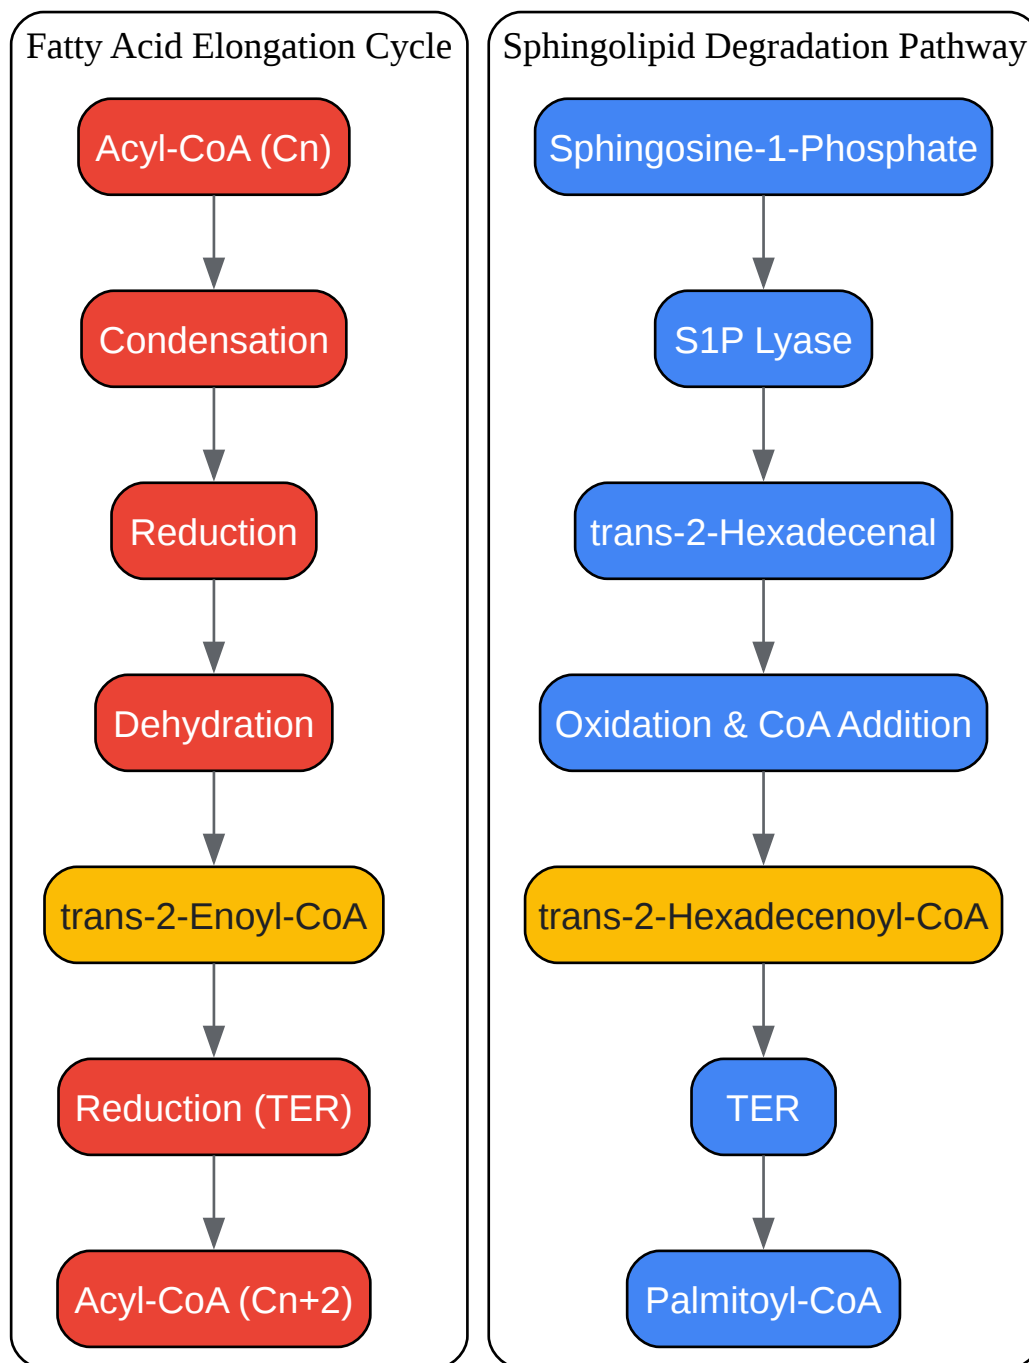 Fatty Acid Elongation Cycle
Acyl-CoA (Cn)
Condensation
Reduction
Dehydration
trans-2-Enoyl-CoA
Reduction (TER)
Acyl-CoA (Cn+2)
Sphingolipid Degradation Pathway
Sphingosine-1-Phosphate
S1P Lyase
trans-2-Hexadecenal
Oxidation & CoA Addition
trans-2-Hexadecenoyl-CoA
TER
Palmitoyl-CoA